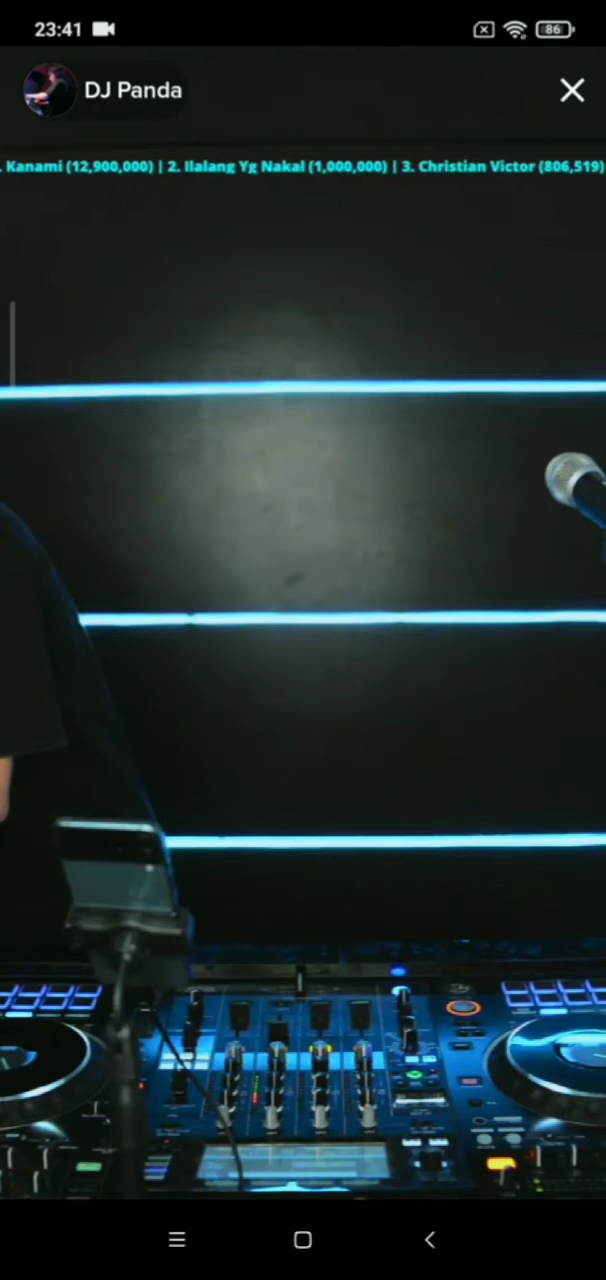 23:41
86
DJ Panda
. Kanami (12,900,000) | 2. Ilalang Yg Nakal (1,000,000) | 3. Christian Victor (806,519)